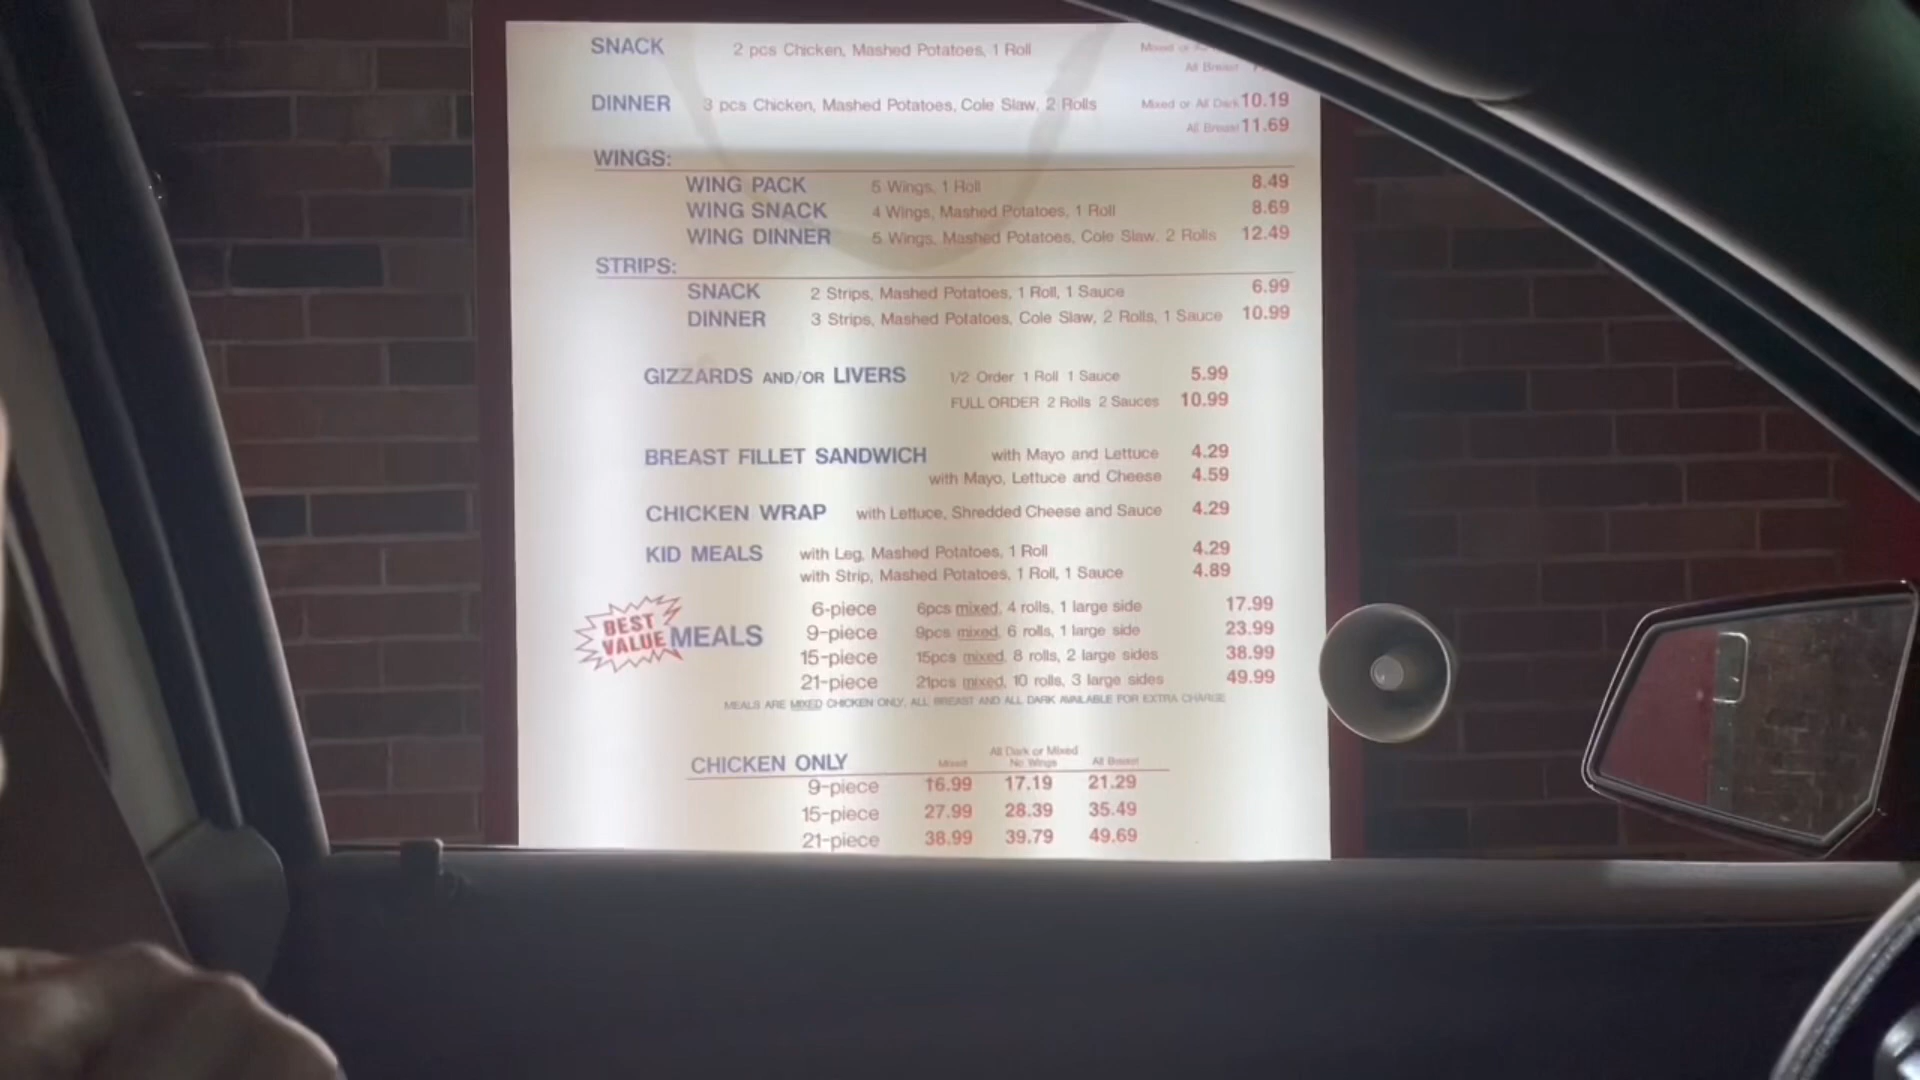 SNACK 2 pcs Chicken, Mashed Potatoes, 1 Roll Mixed or
All Breast
DINNER 3 pcs Chicken, Mashed Potatoes, Cole Slaw, 2 Rolls Mixed or All Dark 10.19
All Breast 11.69
WINGS:
WING PACK 5 Wings, 1 Roll 8.49
WING SNACK 4 Wings, Mashed Potatoes, 1 Roll 8.69
WING DINNER 5 Wings, Mashed Potatoes, Cole Slaw, 2 Rolls 12.49
STRIPS:
SNACK 2 Strips, Mashed Potatoes, 1 Roll, 1 Sauce 6.99
DINNER 3 Strips, Mashed Potatoes, Cole Slaw, 2 Rolls, 1 Sauce 10.99
GIZZARDS AND/OR LIVERS 1/2 Order 1 Roll 1 Sauce 5.99
FULL ORDER 2 Rolls 2 Sauces 10.99
BREAST FILLET SANDWICH with Mayo and Lettuce 4.29
with Mayo, Lettuce and Cheese 4.59
CHICKEN WRAP with Lettuce, Shredded Cheese and Sauce 4.29
KID MEALS with Leg, Mashed Potatoes, 1 Roll 4.29
with Strip, Mashed Potatoes, 1 Roll, 1 Sauce 4.89
BEST VALUE MEALS
6-piece 6pcs mixed, 4 rolls, 1 large side 17.99
9-piece 9pcs mixed, 6 rolls, 1 large side 23.99
15-piece 15pcs mixed, 8 rolls, 2 large sides 38.99
21-piece 21pcs mixed, 10 rolls, 3 large sides 49.99
MEALS ARE MIXED CHICKEN ONLY, ALL BREAST AND ALL DARK AVAILABLE FOR EXTRA CHARGE
CHICKEN ONLY Mixed All Dark or Mixed No Wings All Breast
9-piece 16.99 17.19 21.29
15-piece 27.99 28.39 35.49
21-piece 38.99 39.79 49.69